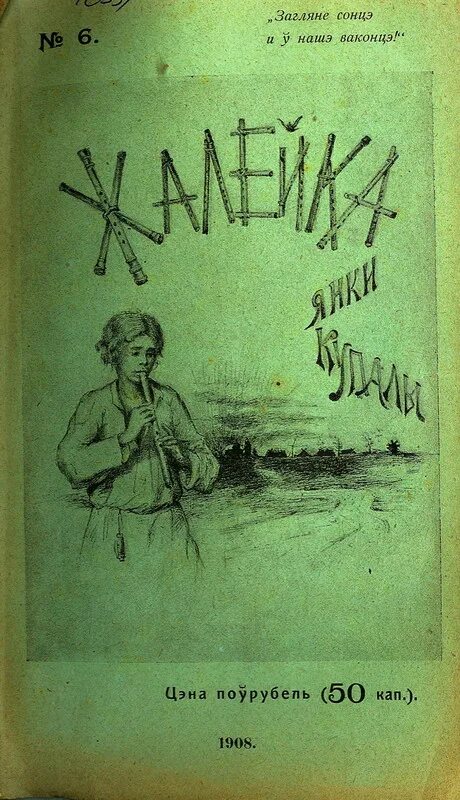 „Загляне сонцэ
и ў нашэ ваконцэ!“
№ 6.
ЖАЛЕЙКА
ЯНКИ
КУПАЛЫ
Цэна поўрубель (50 кап.).
1908.